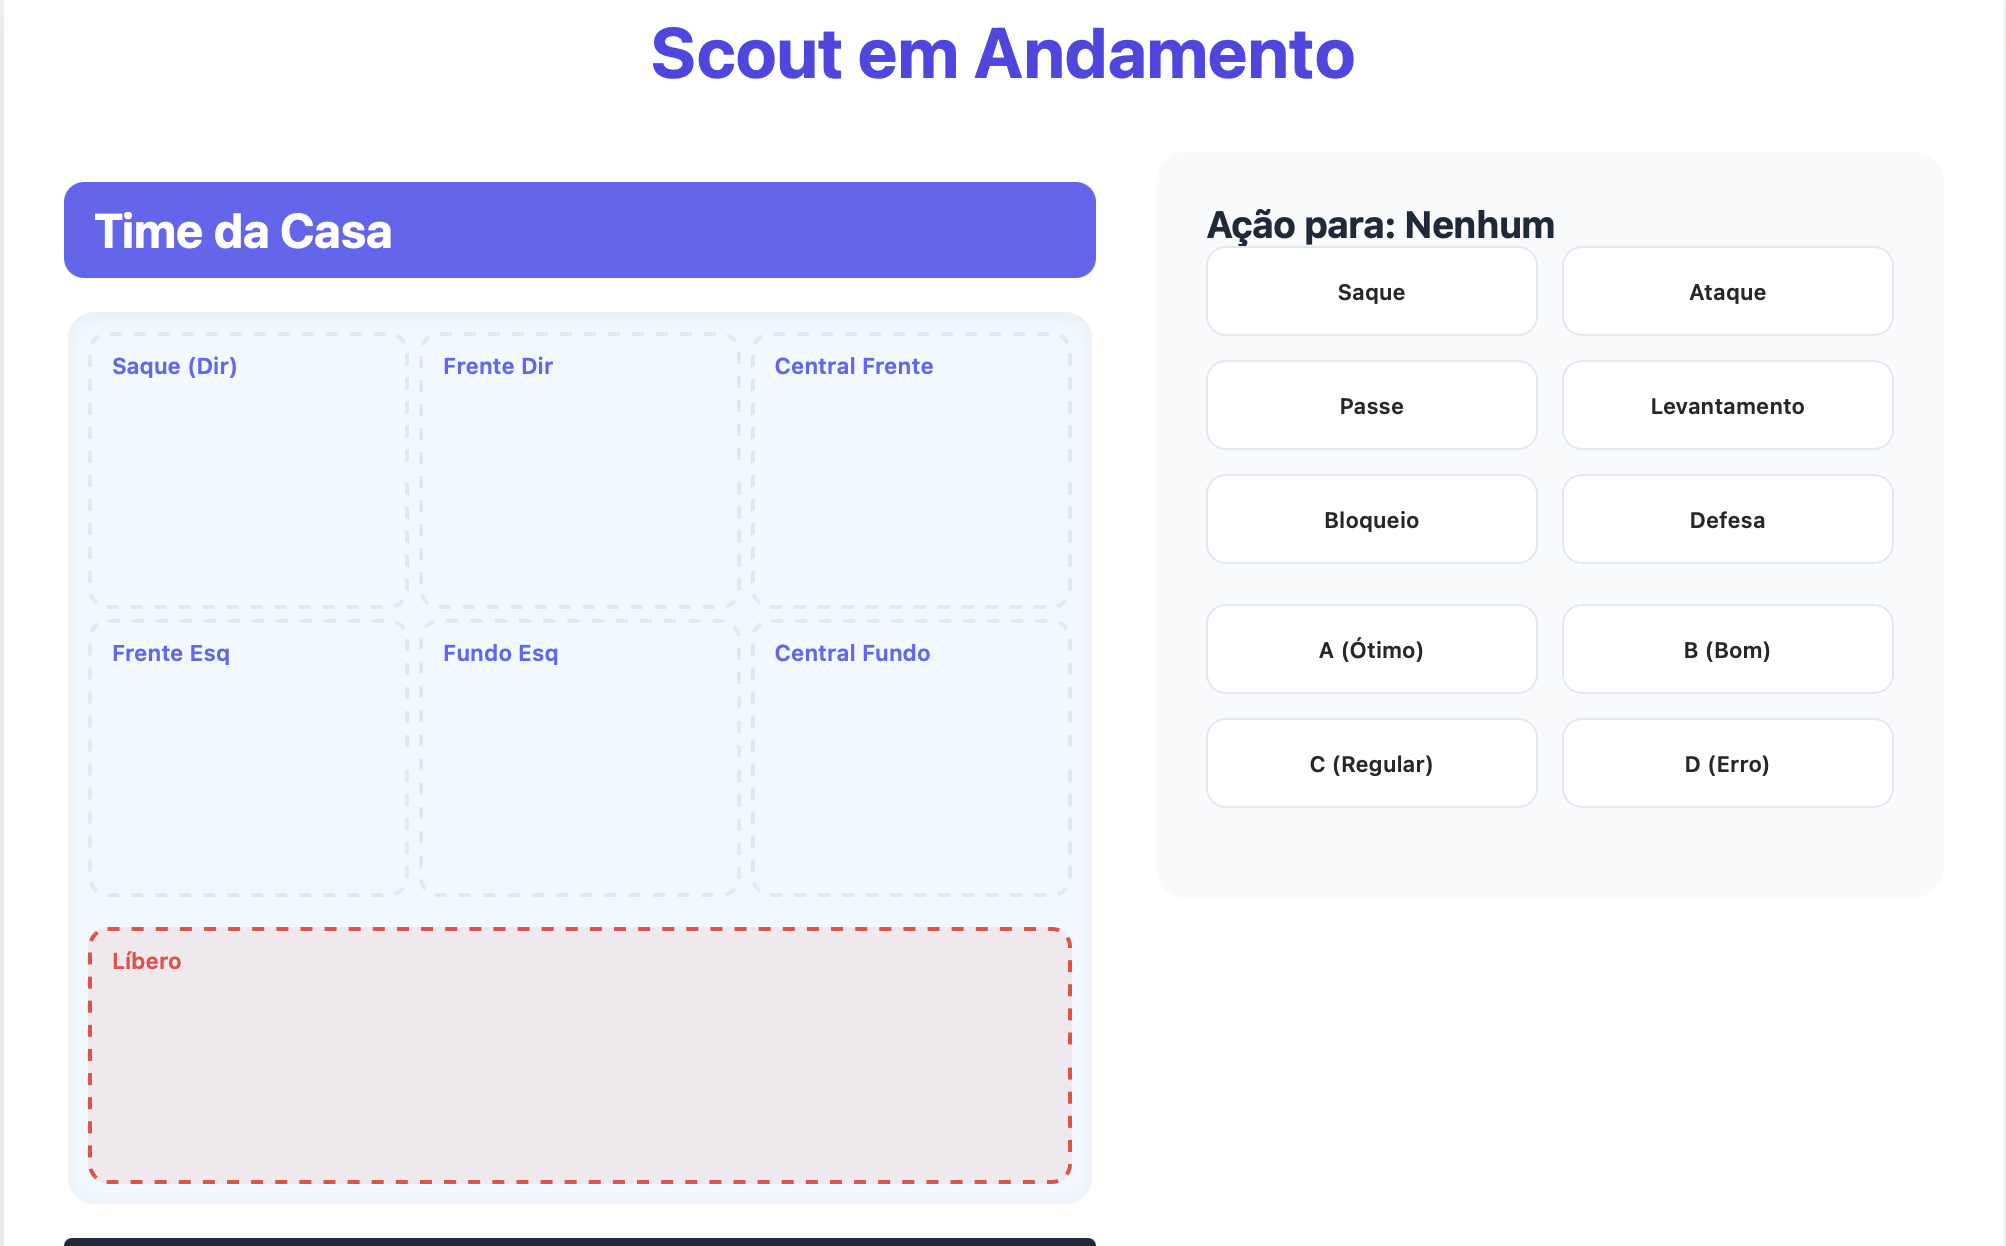 Scout em Andamento
Time da Casa
Saque (Dir)
Frente Dir
Central Frente
Frente Esq
Fundo Esq
Central Fundo
Líbero
Ação para: Nenhum
Saque
Ataque
Passe
Levantamento
Bloqueio
Defesa
A (Ótimo)
B (Bom)
C (Regular)
D (Erro)